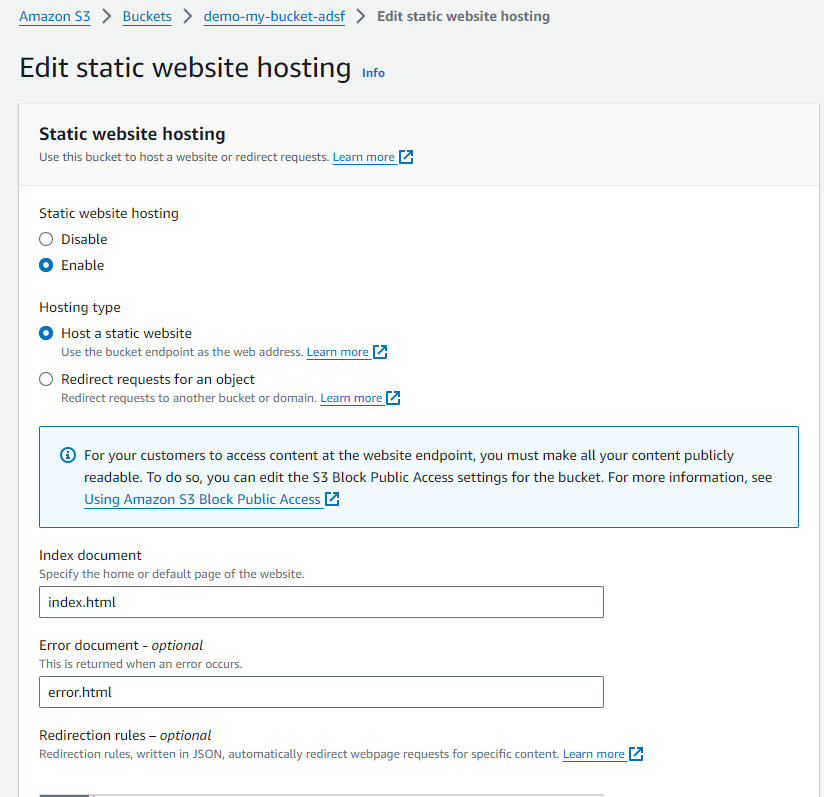 Amazon S3 > Buckets > demo-my-bucket-adsf > Edit static website hosting
Edit static website hosting Info
Static website hosting
Use this bucket to host a website or redirect requests. Learn more
Static website hosting
Disable
Enable
Hosting type
Host a static website
Use the bucket endpoint as the web address. Learn more
Redirect requests for an object
Redirect requests to another bucket or domain. Learn more
For your customers to access content at the website endpoint, you must make all your content publicly
readable. To do so, you can edit the S3 Block Public Access settings for the bucket. For more information, see
Using Amazon S3 Block Public Access
Index document
Specify the home or default page of the website.
index.html
Error document - optional
This is returned when an error occurs.
error.html
Redirection rules – optional
Redirection rules, written in JSON, automatically redirect webpage requests for specific content. Learn more